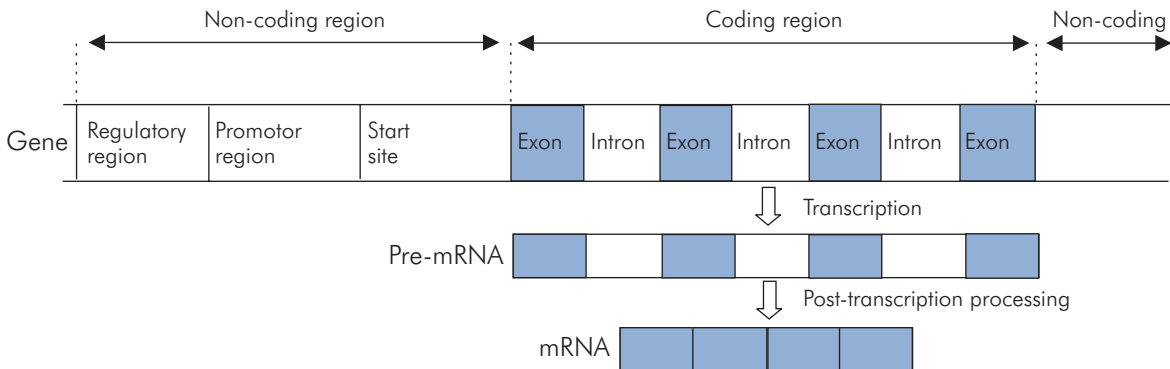 Non-coding region
Coding region
Non-coding
Gene
Regulatory
region
Promotor
region
Start
site
Exon
Intron
Exon
Intron
Exon
Intron
Exon
Transcription
Pre-mRNA
Post-transcription processing
mRNA